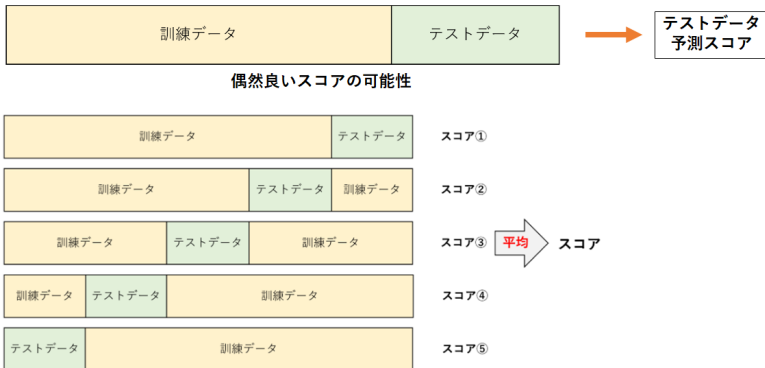 訓練データ テストデータ テストデータ
予測スコア
偶然良いスコアの可能性
訓練データ テストデータ スコア①
訓練データ テストデータ 訓練データ スコア②
訓練データ テストデータ 訓練データ スコア③ 平均 スコア
訓練データ テストデータ 訓練データ スコア④
テストデータ 訓練データ スコア⑤